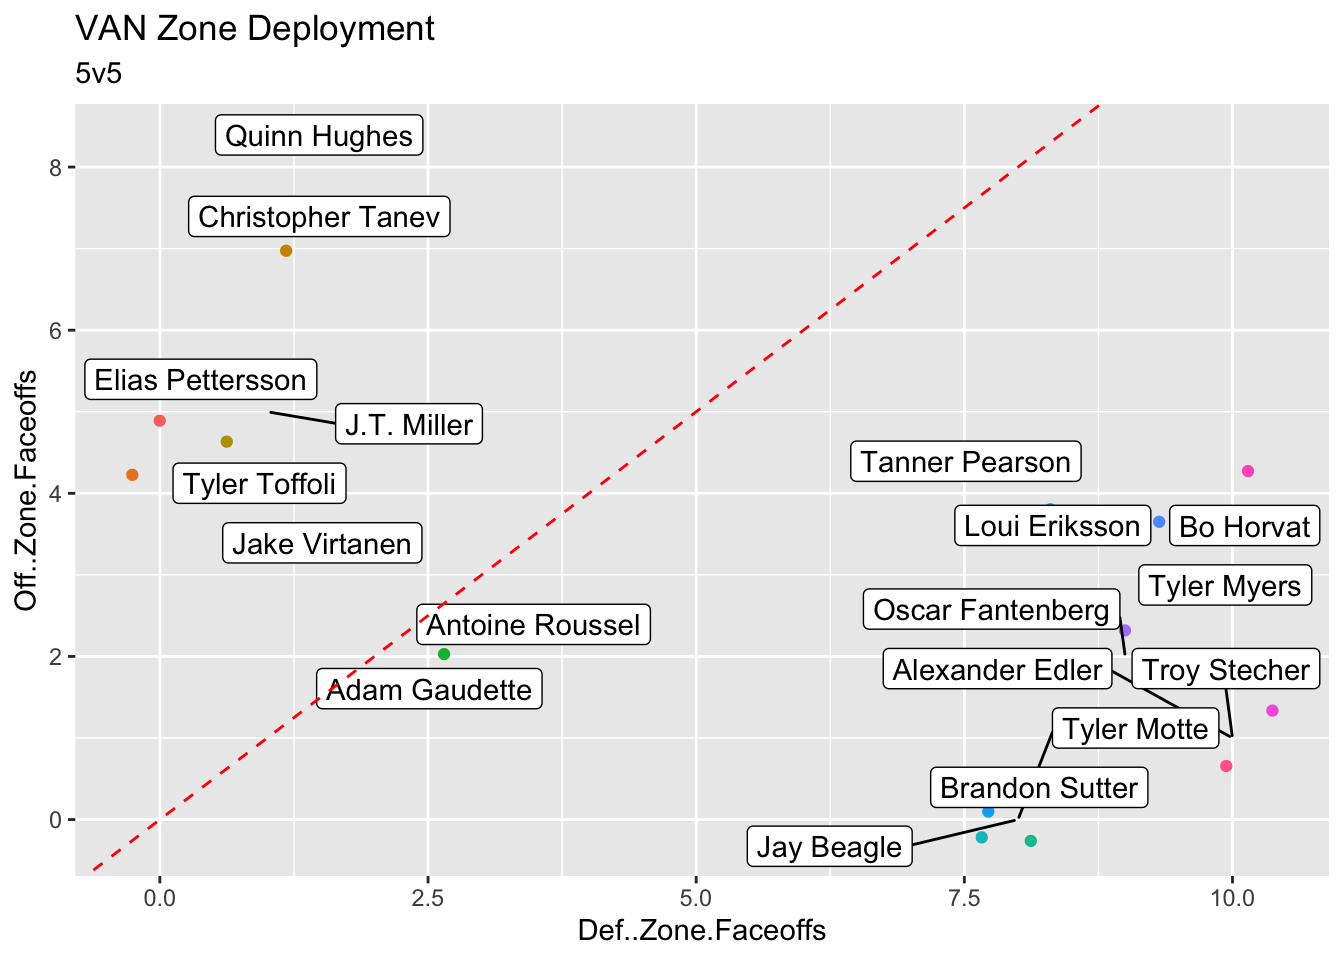 VAN Zone Deployment
5v5
Quinn Hughes
8
Christopher Tanev
6
Elias Pettersson
J.T. Miller
Tanner Pearson
4
Tyler Toffoli
Loui Eriksson
Bo Horvat
Jake Virtanen
Tyler Myers
Oscar Fantenberg
Antoine Roussel
2
Alexander Edler
Troy Stecher
Adam Gaudette
Tyler Motte
Brandon Sutter
0
Jay Beagle
Off..Zone.Faceoffs
0.0
2.5
5.0
7.5
10.0
Def..Zone.Faceoffs